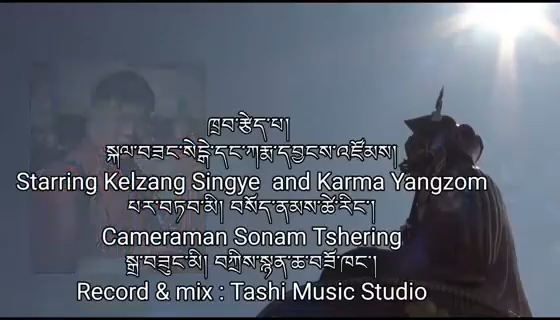 ཁྲབ་རྩེད་པ།
སྐལ་བཟང་སེངྒེ་དང་ཀརྨ་དབྱངས་འཛོམས།
Starring Kelzang Singye and Karma Yangzom
པར་བཏབ་མི། བསོད་ནམས་ཚེ་རིང་།
Cameraman Sonam Tshering
སྒྲ་བཟུང་མི། བཀྲིས་སྙན་ཆ་བཟོ་ཁང་།
Record & mix : Tashi Music Studio